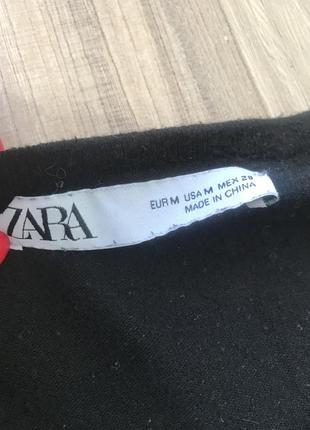 ZARA
EUR M USA M MEX 28
MADE IN CHINA